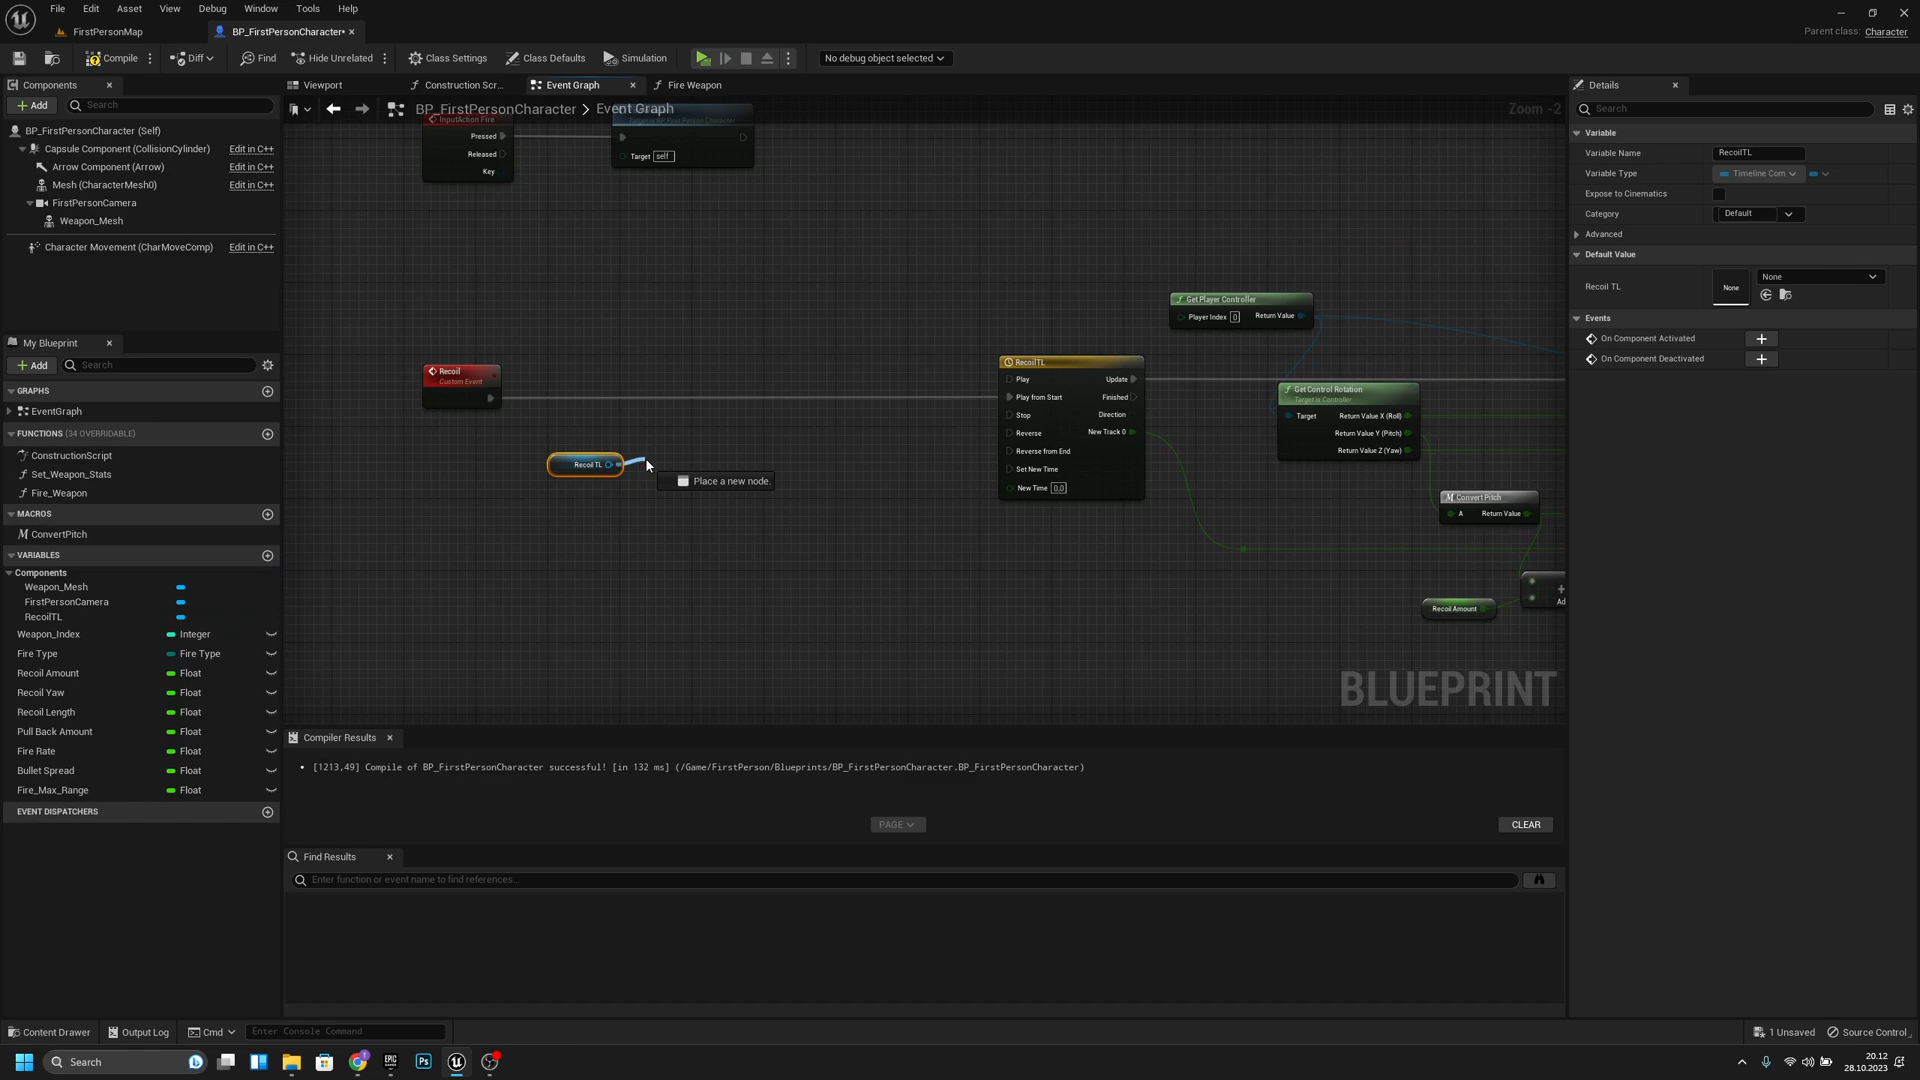 File Edit Asset View Debug Window Tools Help
FirstPersonMap
BP_FirstPersonCharacter•
Parent class: Character
Compile
Diff
Find
Hide Unrelated
Class Settings
Class Defaults
Simulation
No debug object selected
Components
Add
Search
BP_FirstPersonCharacter (Self)
Capsule Component (CollisionCylinder) Edit in C++
Arrow Component (Arrow) Edit in C++
Mesh (CharacterMesh0) Edit in C++
FirstPersonCamera
Weapon_Mesh
Character Movement (CharMoveComp) Edit in C++
My Blueprint
Add
Search
GRAPHS
EventGraph
FUNCTIONS (34 OVERRIDABLE)
ConstructionScript
Set_Weapon_Stats
Fire_Weapon
MACROS
ConvertPitch
VARIABLES
Components
Weapon_Mesh
FirstPersonCamera
RecoilTL
Weapon_Index Integer
Fire Type Fire Type
Recoil Amount Float
Recoil Yaw Float
Recoil Length Float
Pull Back Amount Float
Fire Rate Float
Bullet Spread Float
Fire_Max_Range Float
EVENT DISPATCHERS
Viewport
Construction Scr...
Event Graph
Fire Weapon
BP_FirstPersonCharacter > Event Graph
Zoom -2
InputAction Fire
Pressed
Released
Key
Target self
Recoil
Custom Event
Recoil TL
Place a new node.
RecoilTL
Play Update
Play from Start Finished
Stop Direction
Reverse New Track 0
Reverse from End
Set New Time
New Time 0,0
Get Player Controller
Player Index 0 Return Value
Get Control Rotation
Target is Controller
Target Return Value X (Roll)
Return Value Y (Pitch)
Return Value Z (Yaw)
Convert Pitch
A Return Value
Recoil Amount
BLUEPRINT
Compiler Results
[1213,49] Compile of BP_FirstPersonCharacter successful! [in 132 ms] (/Game/FirstPerson/Blueprints/BP_FirstPersonCharacter.BP_FirstPersonCharacter)
PAGE
CLEAR
Find Results
Enter function or event name to find references...
Details
Search
Variable
Variable Name RecoilTL
Variable Type Timeline Com
Expose to Cinematics
Category Default
Advanced
Default Value
Recoil TL None None
Events
On Component Activated
On Component Deactivated
Content Drawer
Output Log
Cmd
Enter Console Command
1 Unsaved
Source Control
Search
Ps
20.12
28.10.2023